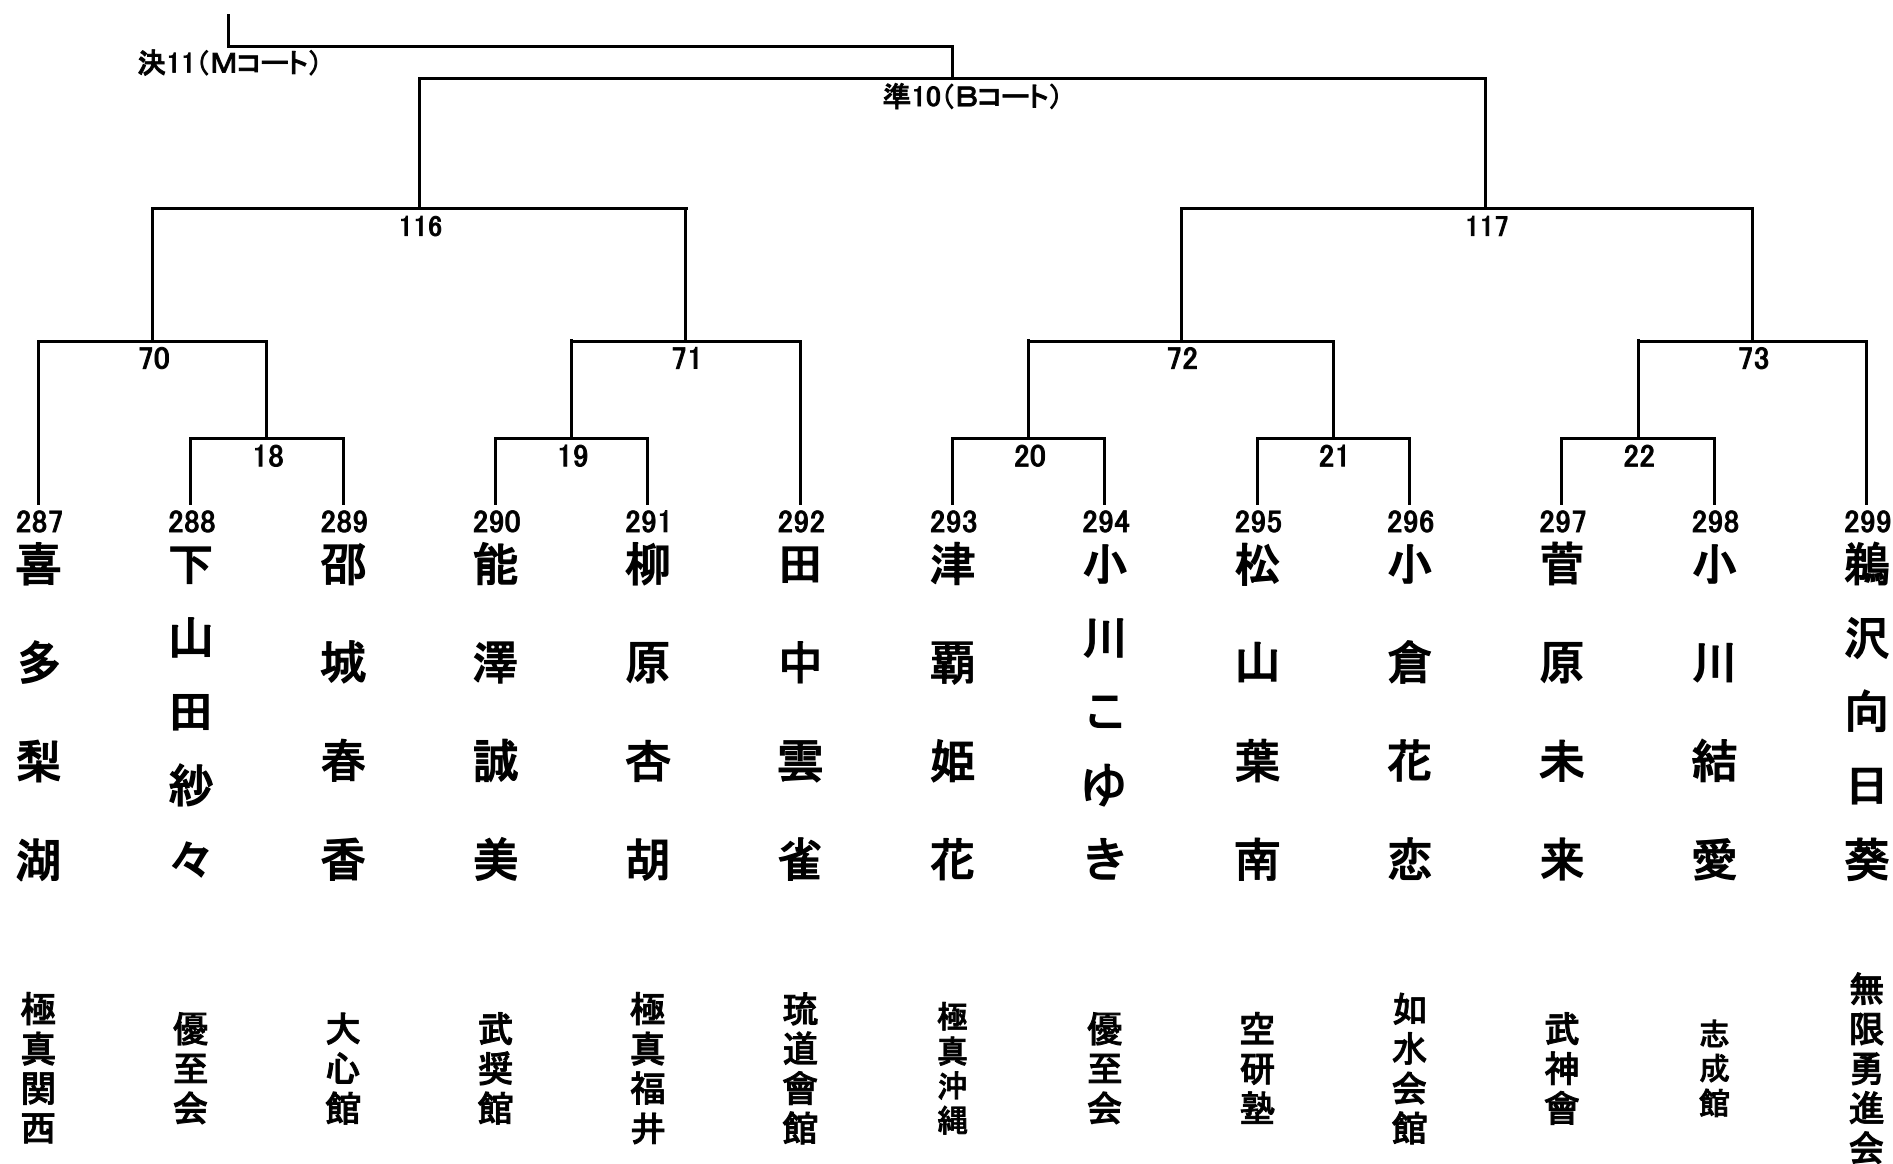 決11（Mコート）
準10（Bコート）
116
117
70
71
72
73
18
19
20
21
22
287
288
289
290
291
292
293
294
295
296
297
298
299
喜多梨湖
下山田紗々
邵城春香
能澤誠美
柳原杏胡
田中雲雀
津覇姫花
小川こゆき
松山葉南
小倉花恋
菅原未来
小川結愛
鵜沢向日葵
極真関西
優至会
大心館
武奨館
極真福井
琉道會館
極真沖縄
優至会
空研塾
如水会館
武神會
志成館
無限勇進会